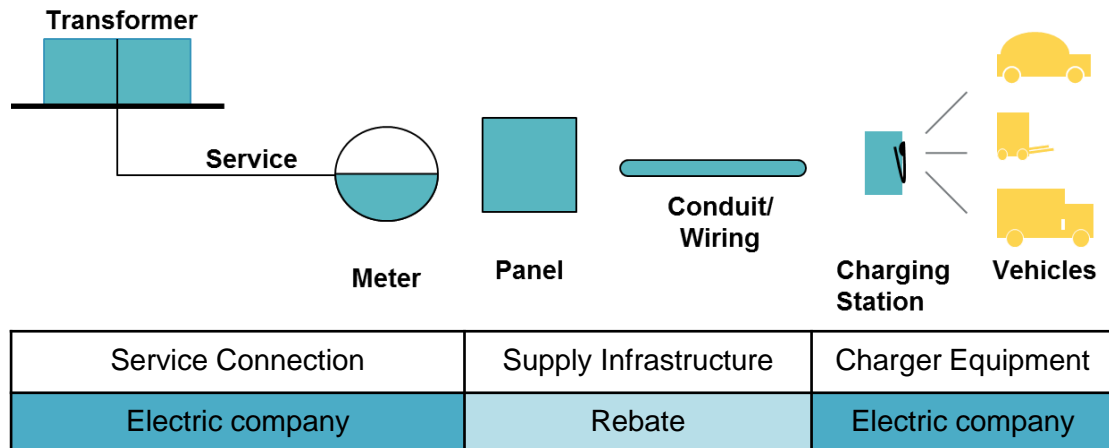 Transformer
Service
Meter
Panel
Conduit/
Wiring
Charging
Station
Vehicles
Service Connection
Supply Infrastructure
Charger Equipment
Electric company
Rebate
Electric company